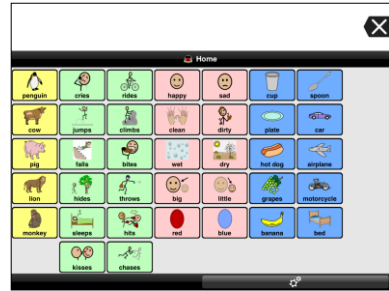 Home
penguin cries rides happy sad cup spoon
cow jumps climbs clean dirty plate car
pig falls bites wet dry hot dog airplane
lion hides throws big little grapes motorcycle
monkey sleeps hits red blue banana bed
kisses chases